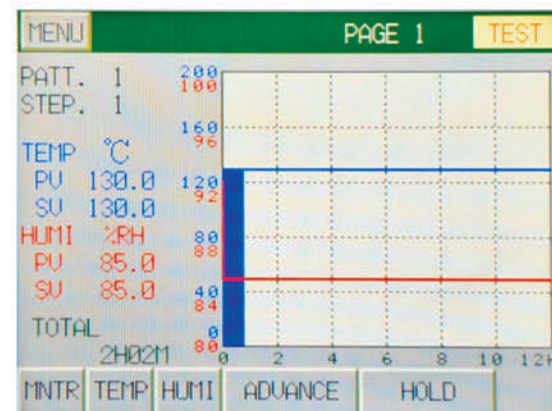 MENU PAGE 1 TEST
PATT. 1
STEP. 1
TEMP °C
PV 130.0
SV 130.0
HUMI %RH
PV 85.0
SV 85.0
TOTAL
2H02M
200
100
160
96
120
92
80
88
40
84
0
80
0 2 4 6 8 10 12H
MNTR TEMP HUMI ADVANCE HOLD